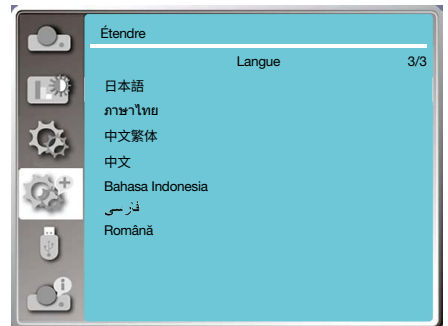 Étendre
Langue 3/3
日本語
ภาษาไทย
中文繁体
中文
Bahasa Indonesia
فارسی
Română